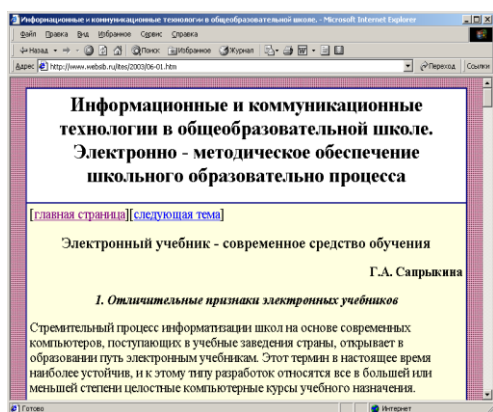 Информационные и коммуникационные технологии в общеобразовательной школе. - Microsoft Internet Explorer
Файл Правка Вид Избранное Сервис Справка
Назад Поиск Избранное Журнал
Адрес http://www.websib.ru/ites/2003/06-01.htm Переход Ссылки
Информационные и коммуникационные
технологии в общеобразовательной школе.
Электронно - методическое обеспечение
школьного образовательно процесса
[главная страница][следующая тема]
Электронный учебник - современное средство обучения
Г.А. Сапрыкина
I. Отличительные признаки электронных учебников
Стремительный процесс информатизации школ на основе современных
компьютеров, поступающих в учебные заведения страны, открывает в
образовании путь электронным учебникам. Этот термин в настоящее время
наиболее устойчив, и к этому типу разработок относятся все в большей или
меньшей степени целостные компьютерные курсы учебного назначения.
Готово Интернет